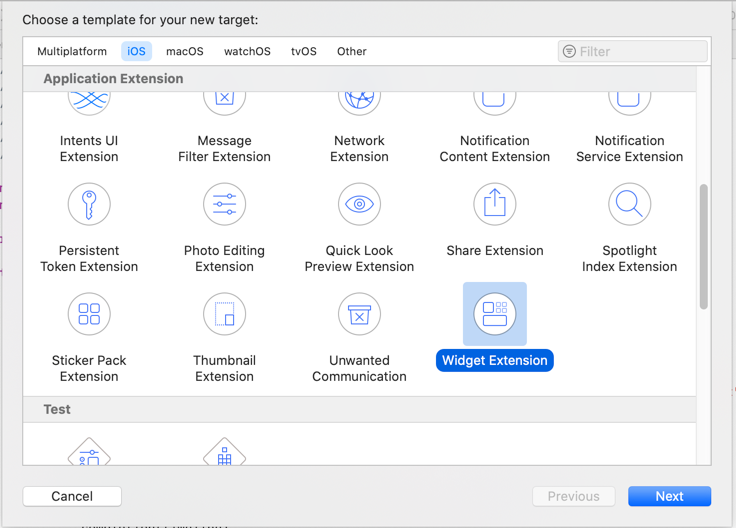 Choose a template for your new target:
Multiplatform iOS macOS watchOS tvOS Other Filter
Application Extension
Intents UI
Extension
Message
Filter Extension
Network
Extension
Notification
Content Extension
Notification
Service Extension
Persistent
Token Extension
Photo Editing
Extension
Quick Look
Preview Extension
Share Extension
Spotlight
Index Extension
Sticker Pack
Extension
Thumbnail
Extension
Unwanted
Communication
Widget Extension
Test
Cancel Previous Next